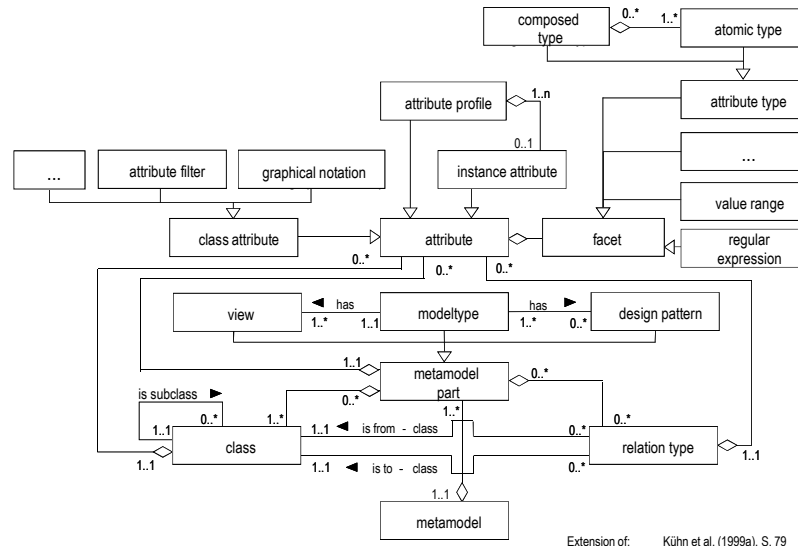 composed
type
0..*
1..*
atomic type
attribute profile
1..n
0..1
attribute type
...
...
attribute filter
graphical notation
instance attribute
value range
class attribute
attribute
facet
regular
expression
0..*
0..*
0..*
view
has
1..*
1..1
modeltype
has
1..*
0..*
design pattern
1..1
metamodel
part
0..*
0..*
is subclass
0..*
1..*
1..*
0..*
1..1
1..1
is from - class
0..*
class
relation type
1..1
1..1
1..1
is to - class
0..*
1..1
metamodel
Extension of: Kühn et al. (1999a), S. 79